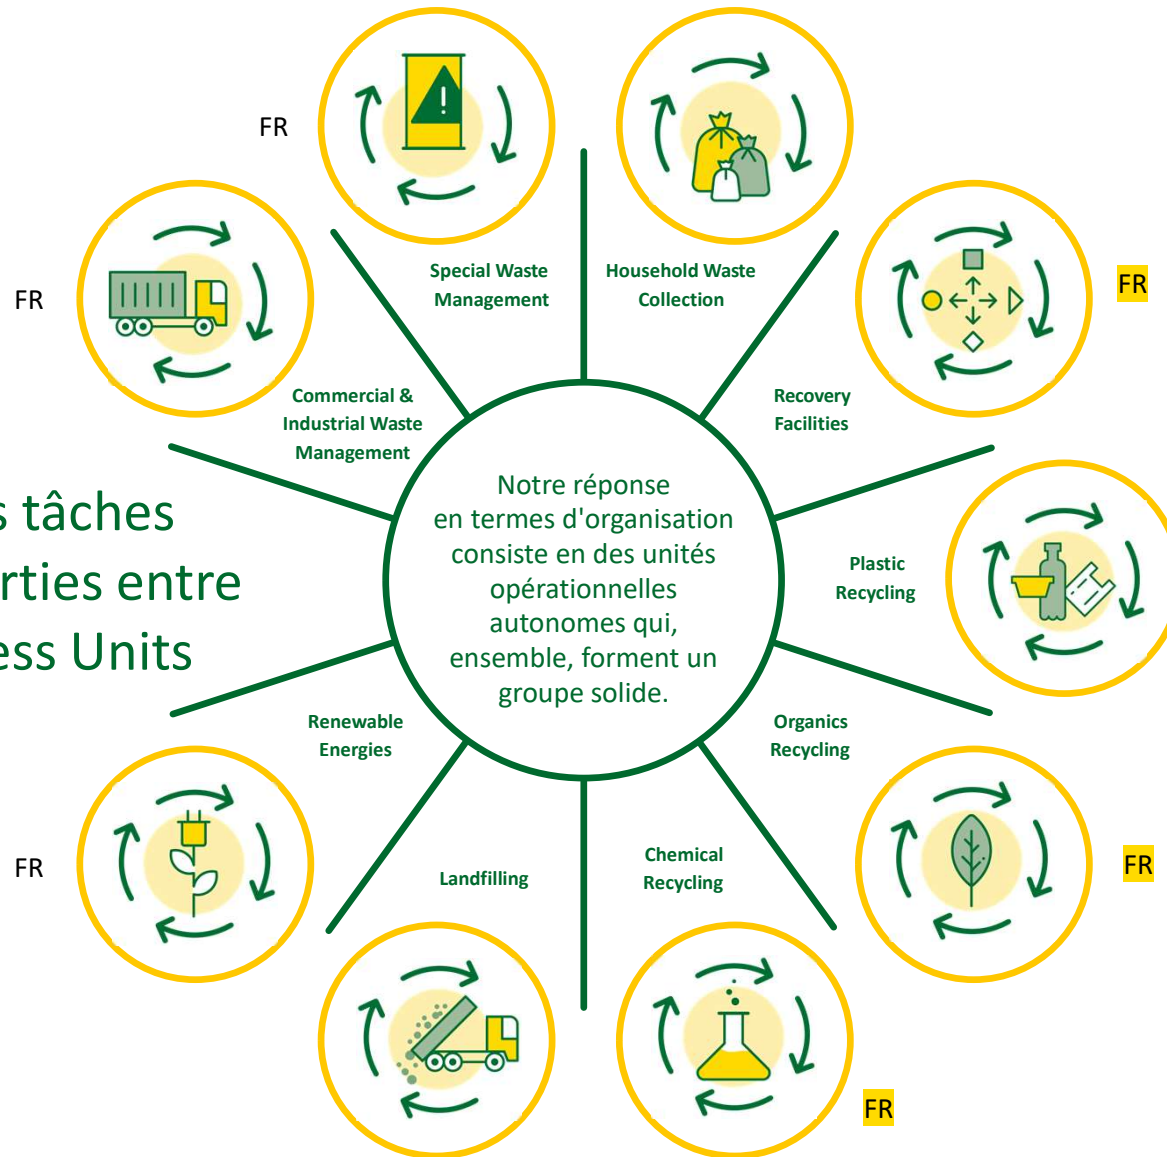 FR
Special Waste
Management
Household Waste
Collection
FR
FR
Commercial &
Industrial Waste
Management
Recovery
Facilities
tâches
entre
Units
Notre réponse
en termes d'organisation
consiste en des unités
opérationnelles
autonomes qui,
ensemble, forment un
groupe solide.
Plastic
Recycling
Renewable
Energies
Organics
Recycling
FR
Landfilling
Chemical
Recycling
FR
FR